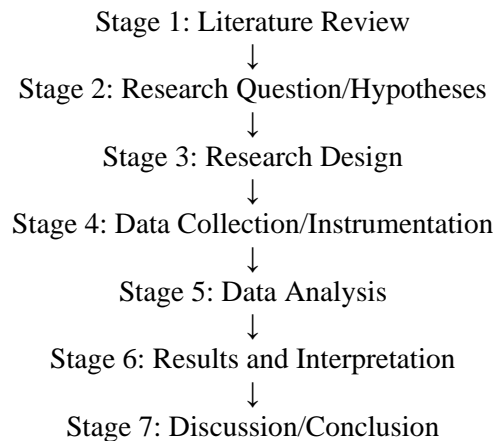 Stage 1: Literature Review
↓
Stage 2: Research Question/Hypotheses
↓
Stage 3: Research Design
↓
Stage 4: Data Collection/Instrumentation
↓
Stage 5: Data Analysis
↓
Stage 6: Results and Interpretation
↓
Stage 7: Discussion/Conclusion